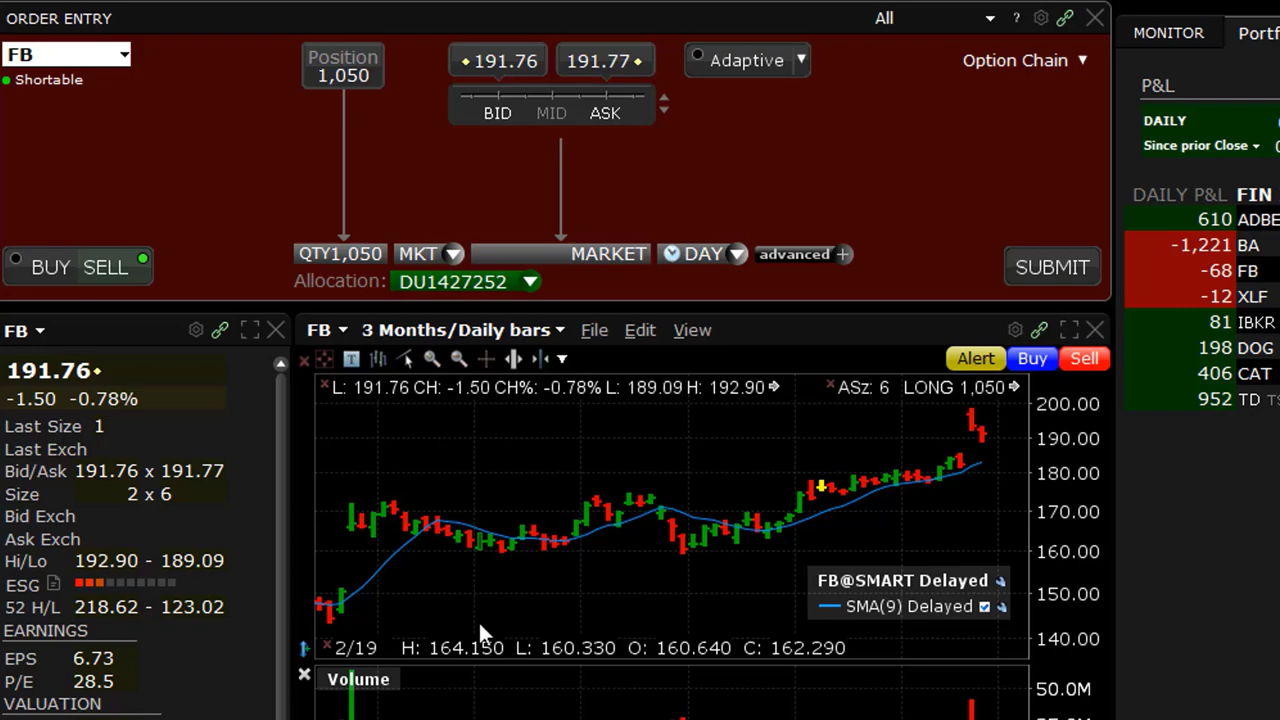 ORDER ENTRY
All
?
FB
Shortable
Position
1,050
191.76
191.77
BID MID ASK
Adaptive
Option Chain
BUY SELL
QTY 1,050
MKT
MARKET
DAY
advanced +
Allocation: DU1427252
SUBMIT
MONITOR
Portf
P&L
DAILY
Since prior Close
DAILY P&L FIN
610 ADBE
-1,221 BA
-68 FB
-12 XLF
81 IBKR
198 DOG
406 CAT
952 TD
FB
191.76
-1.50 -0.78%
Last Size 1
Last Exch
Bid/Ask 191.76 x 191.77
Size 2 x 6
Bid Exch
Ask Exch
Hi/Lo 192.90 - 189.09
ESG
52 H/L 218.62 - 123.02
EARNINGS
EPS 6.73
P/E 28.5
VALUATION
FB 3 Months/Daily bars File Edit View
T
Alert Buy Sell
L: 191.76 CH: -1.50 CH%: -0.78% L: 189.09 H: 192.90
ASz: 6 LONG 1,050
200.00
190.00
180.00
170.00
160.00
150.00
140.00
FB@SMART Delayed
SMA(9) Delayed
2/19 H: 164.150 L: 160.330 O: 160.640 C: 162.290
Volume
50.0M